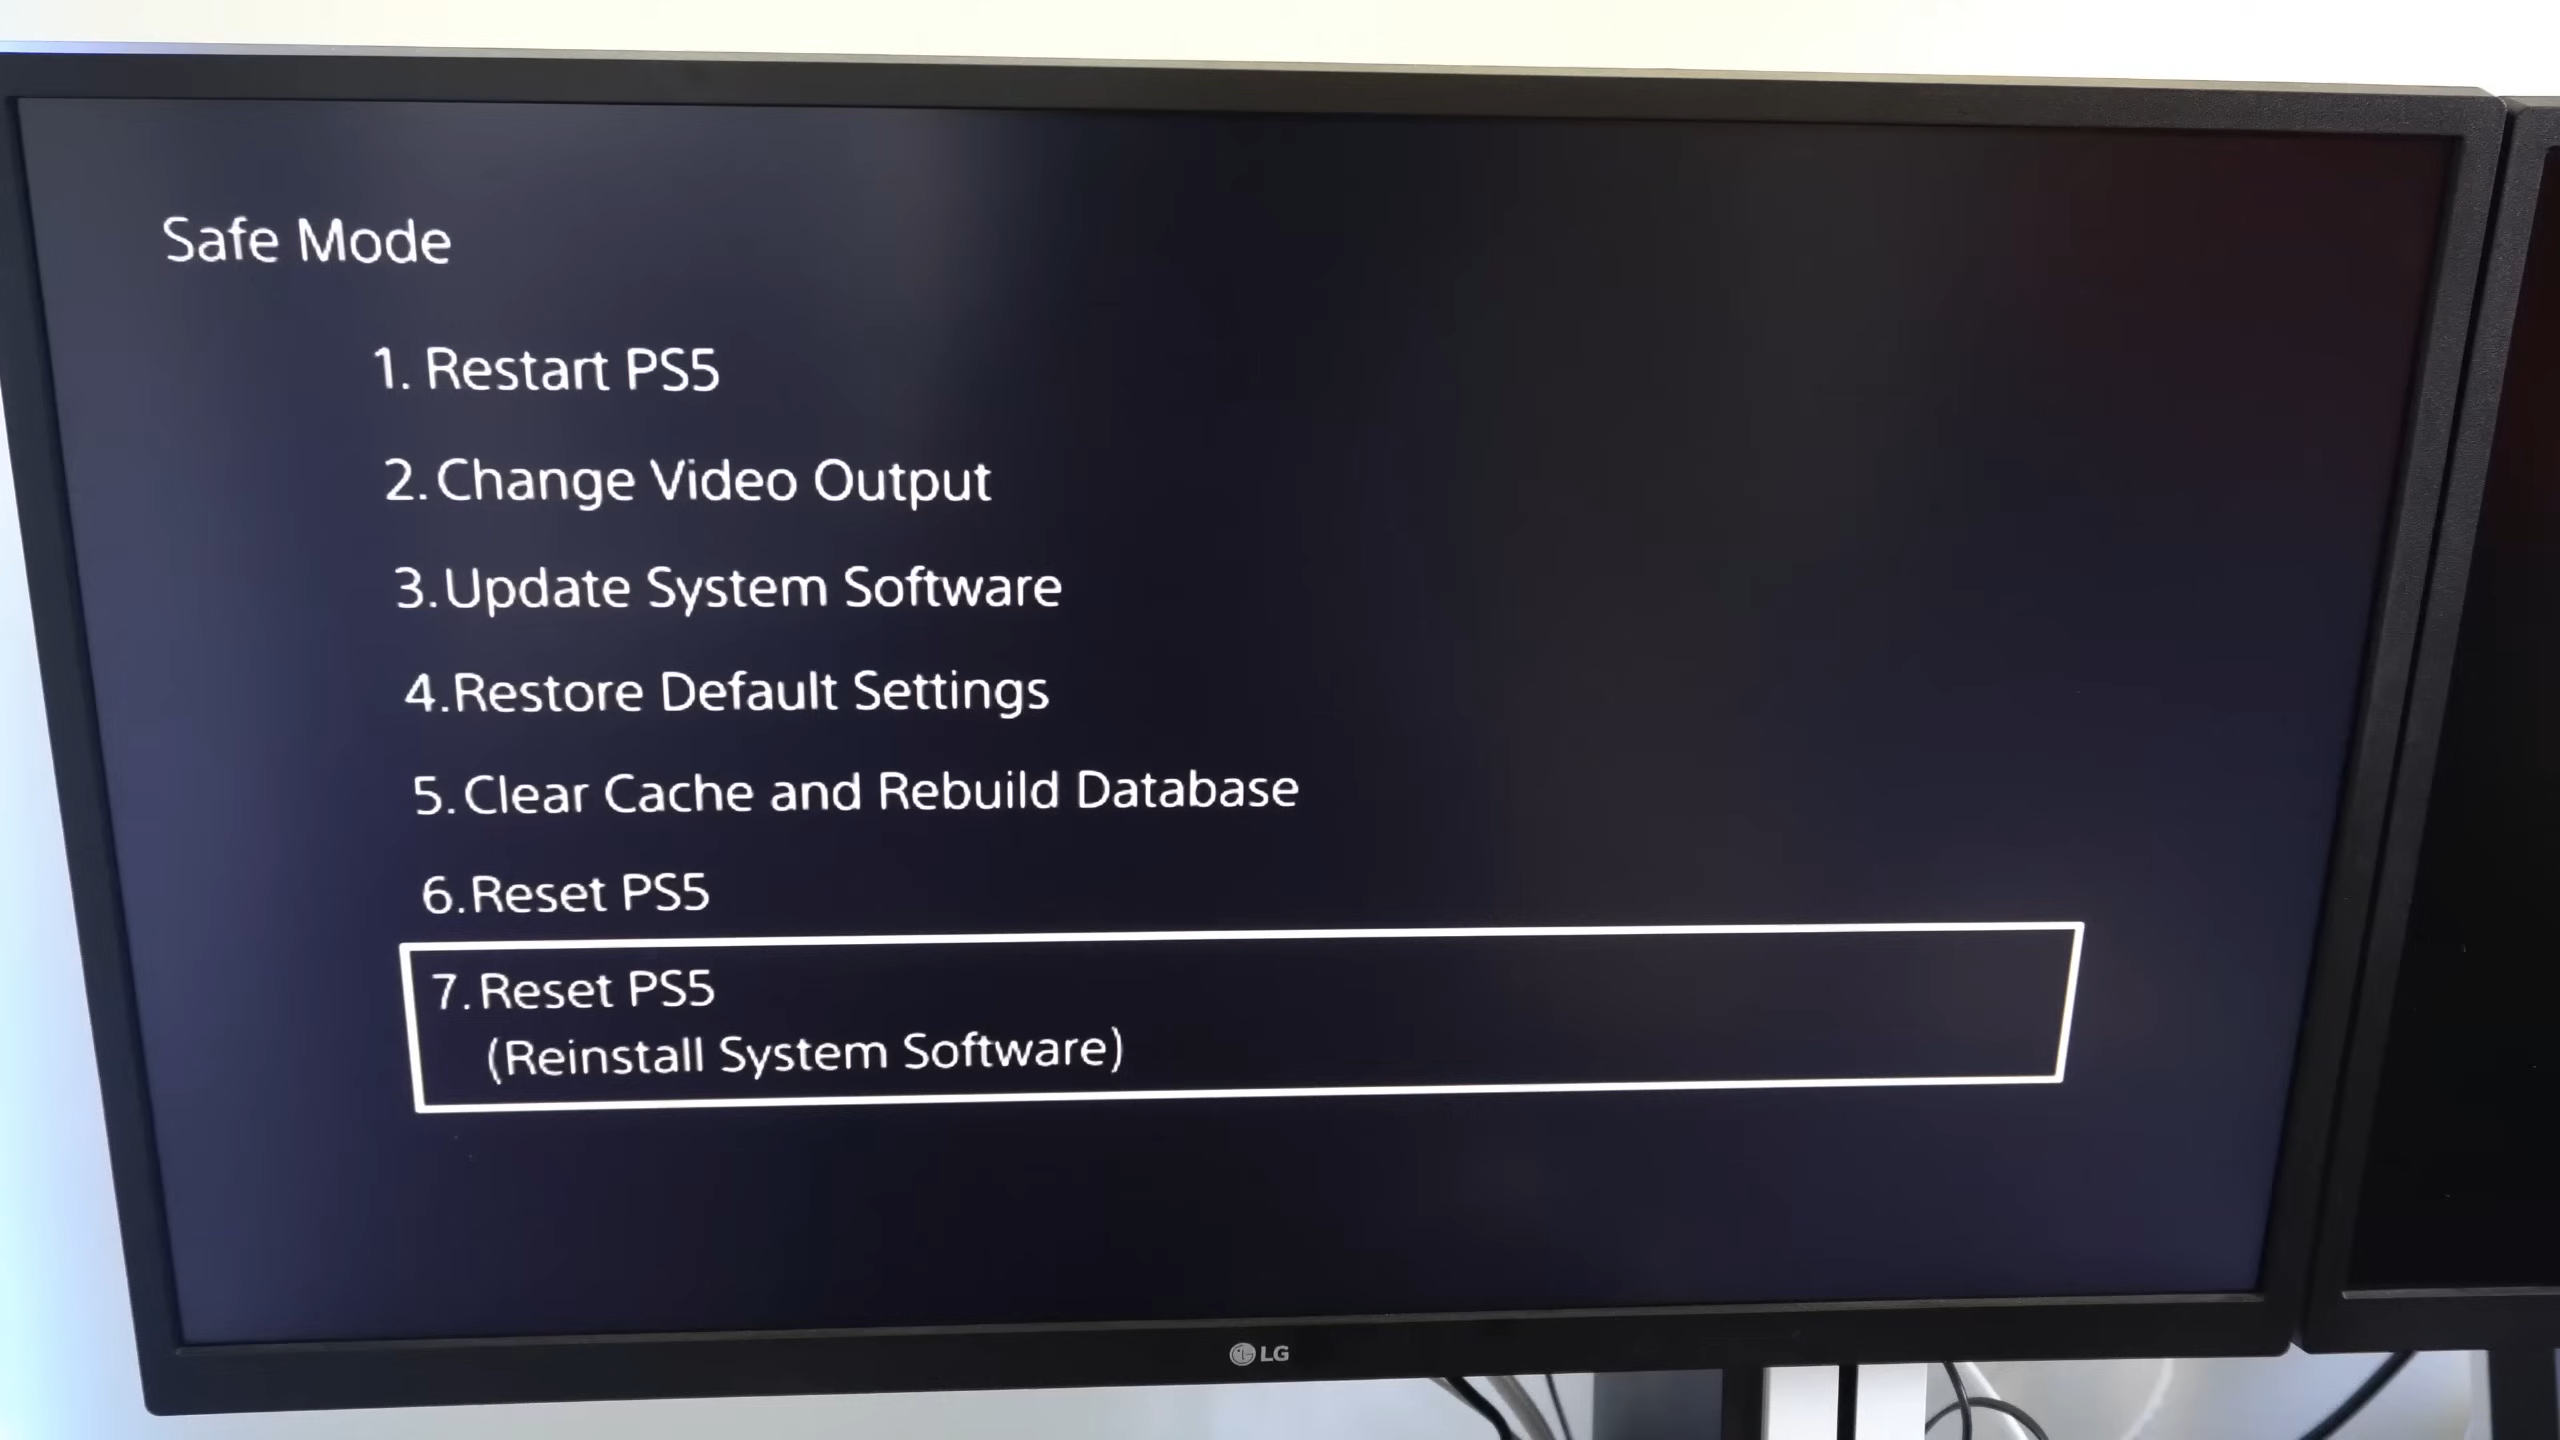 Safe Mode
1. Restart PS5
2. Change Video Output
3. Update System Software
4. Restore Default Settings
5. Clear Cache and Rebuild Database
6. Reset PS5
7. Reset PS5
(Reinstall System Software)
LG